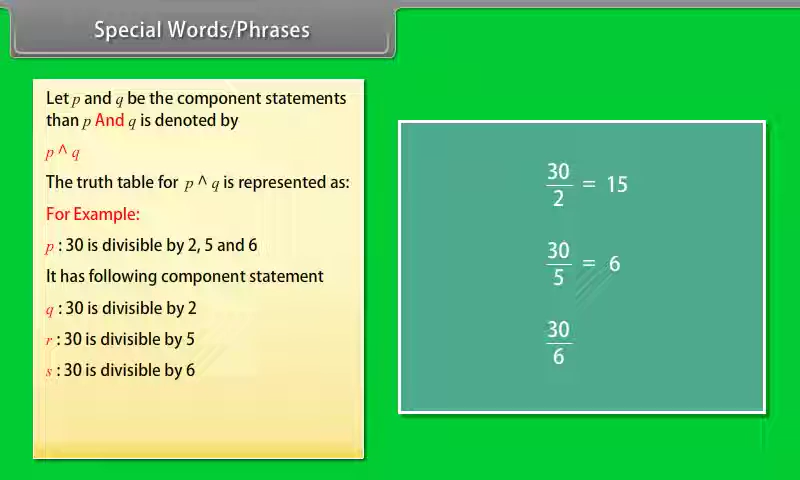 Special Words/Phrases
Let p and q be the component statements
than p And q is denoted by
p ^ q
The truth table for p ^ q is represented as:
For Example:
p : 30 is divisible by 2, 5 and 6
It has following component statement
q : 30 is divisible by 2
r : 30 is divisible by 5
s : 30 is divisible by 6
30/2 = 15
30/5 = 6
30/6